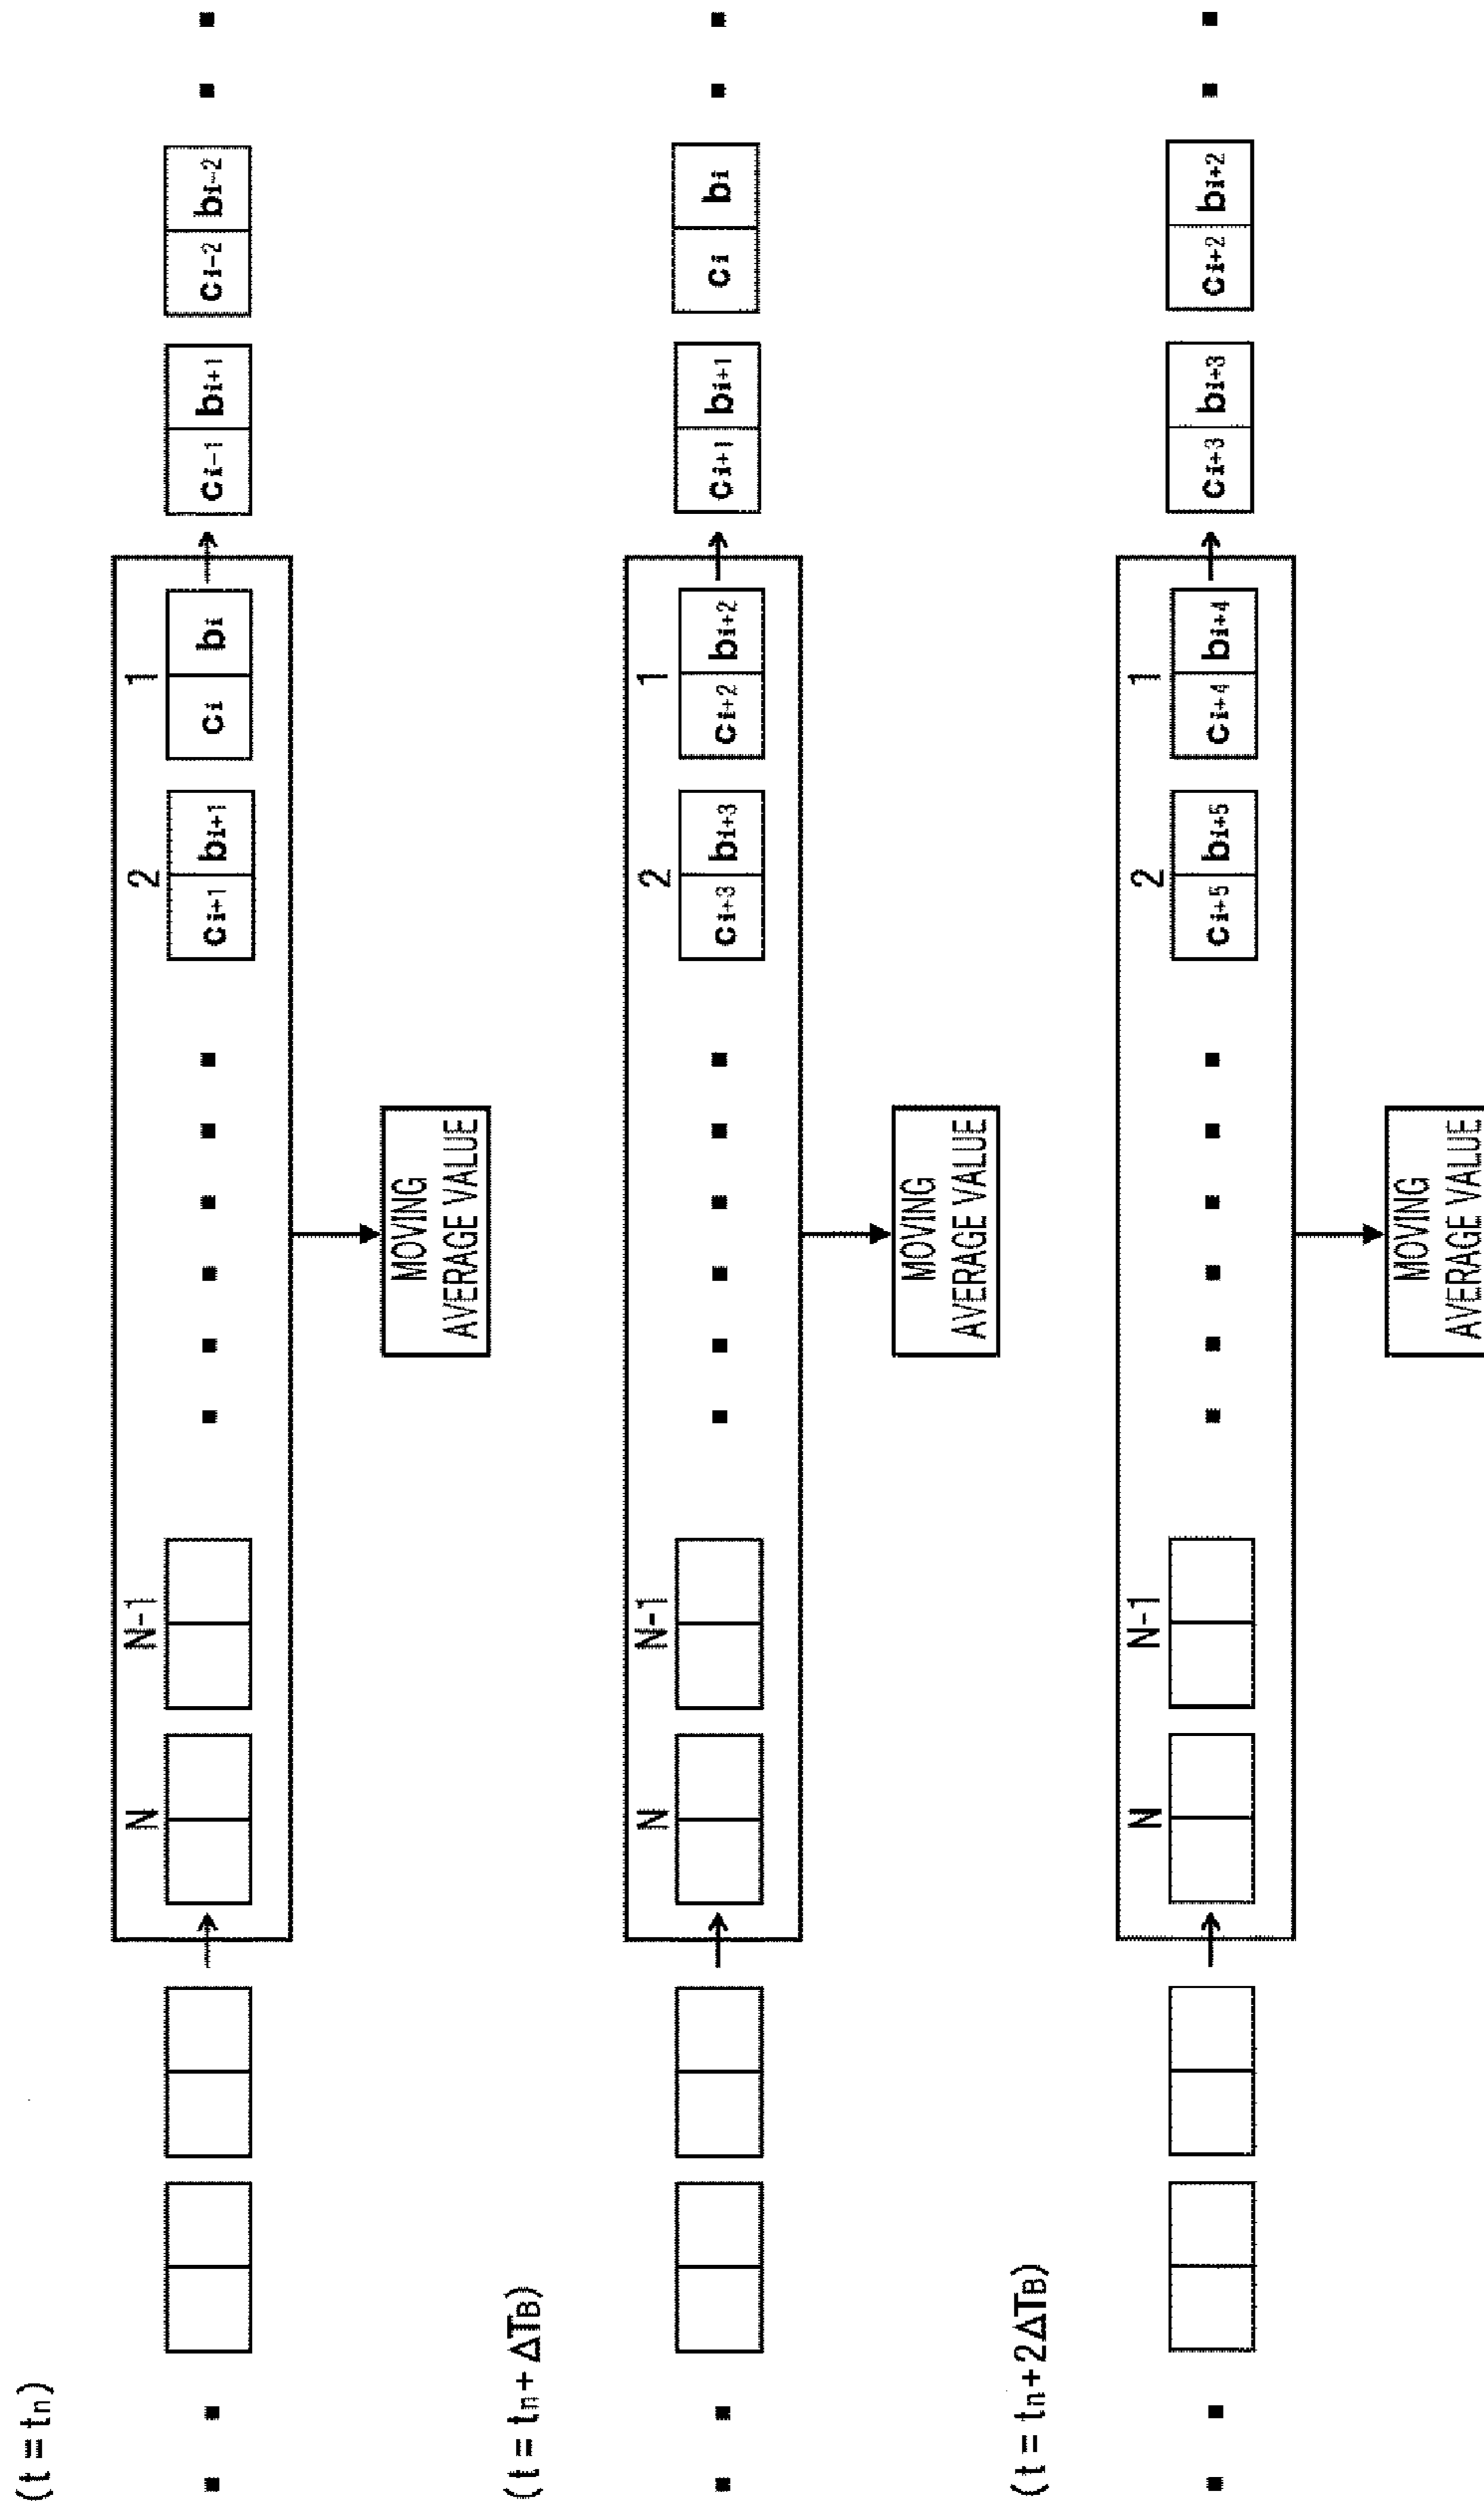 (t = tn)
N N-1 2 1
ci+1 bi+1 ci bi ci-1 bi+1 ci-2 bi-2
MOVING
AVERAGE VALUE
(t = tn+ ΔTB)
N N-1 2 1
ci+3 bi+3 ci+2 bi+2 ci+1 bi+1 ci bi
MOVING
AVERAGE VALUE
(t = tn+2ΔTB)
N N-1 2 1
ci+5 bi+5 ci+4 bi+4 ci+3 bi+3 ci+2 bi+2
MOVING
AVERAGE VALUE